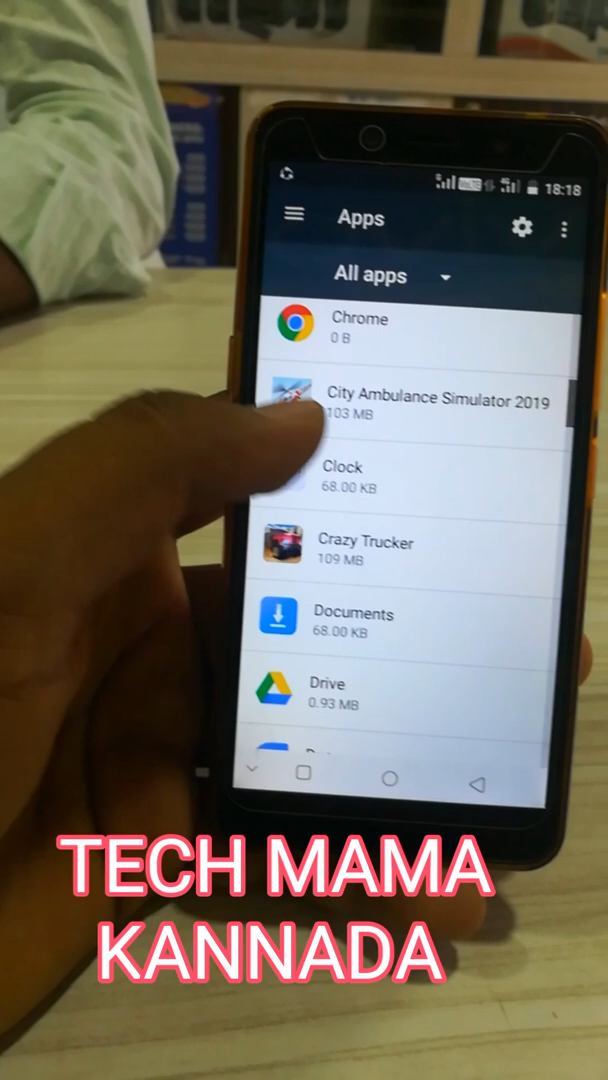 18:18
Apps
All apps
Chrome
0 B
City Ambulance Simulator 2019
103 MB
Clock
68.00 KB
Crazy Trucker
109 MB
Documents
68.00 KB
Drive
0.93 MB
TECH MAMA
KANNADA